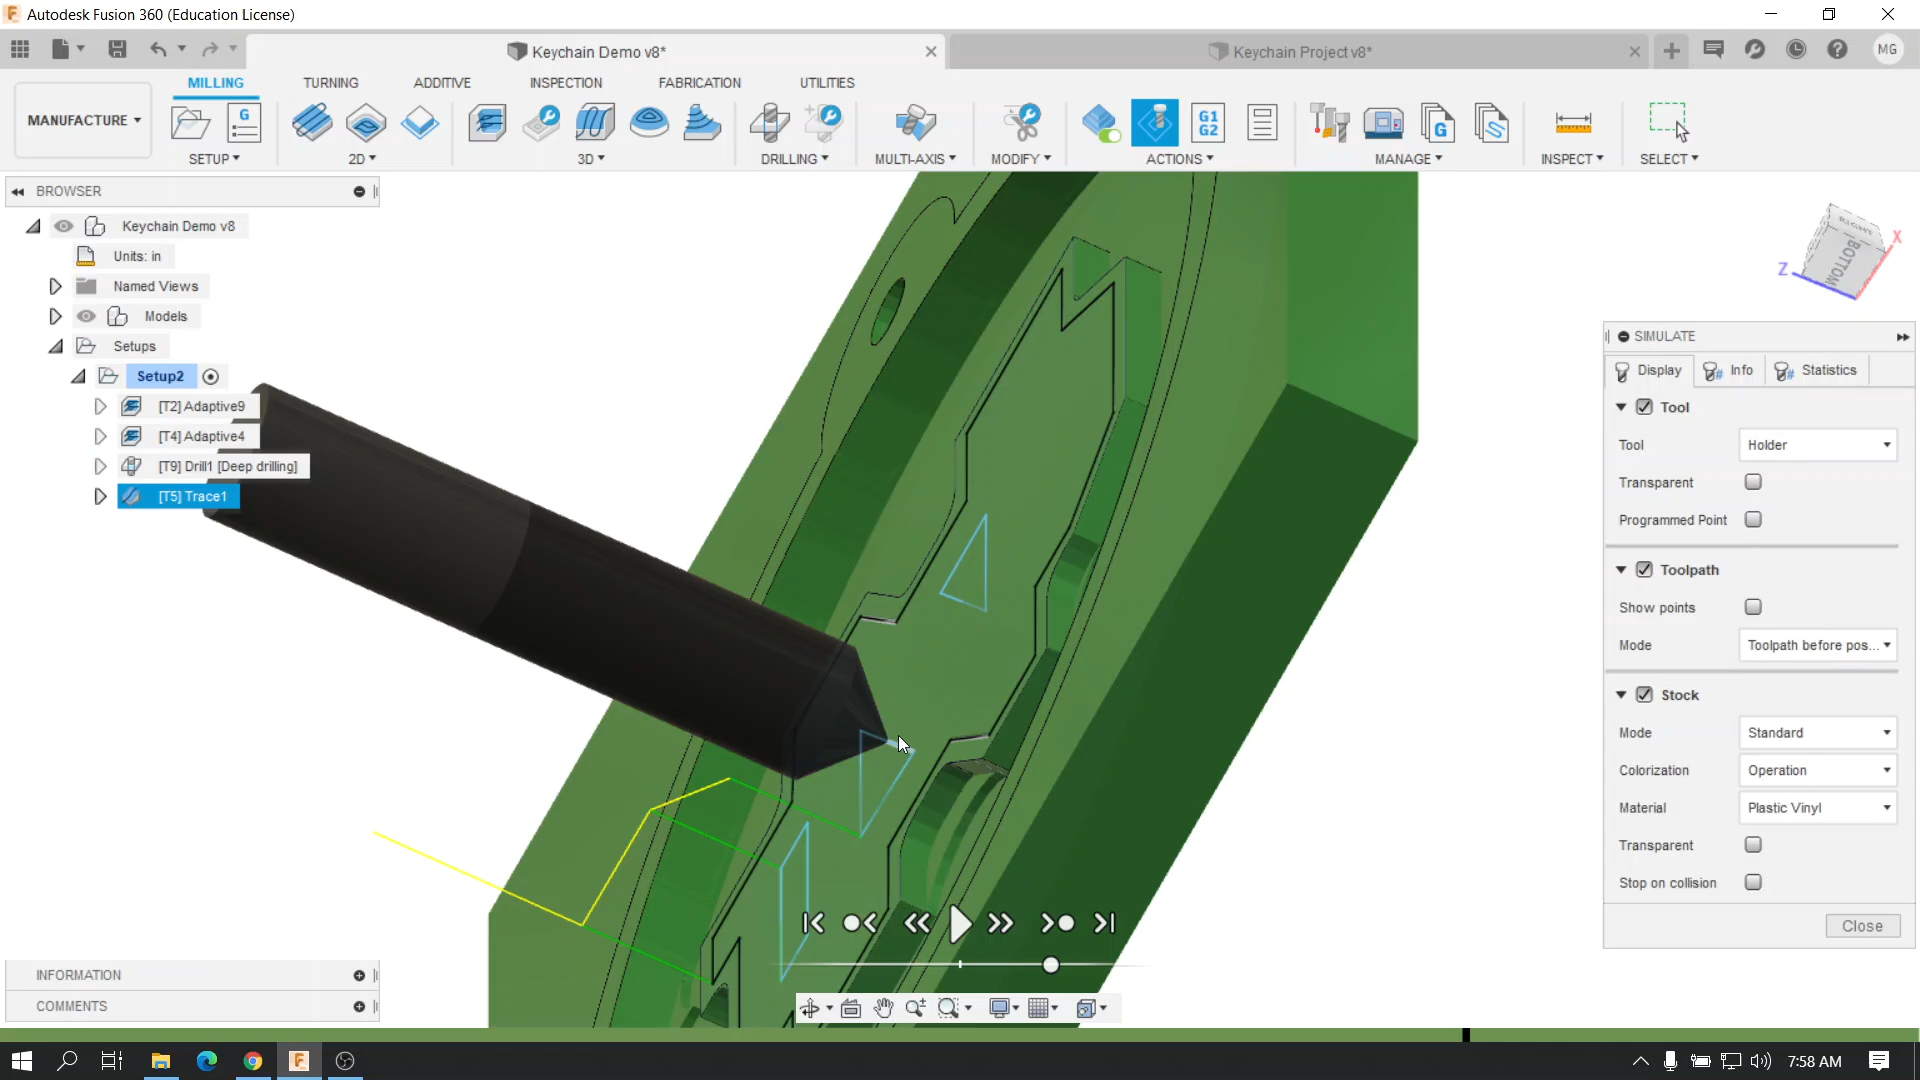 Autodesk Fusion 360 (Education License)
Keychain Demo v8*
Keychain Project v8*
MG
MANUFACTURE
MILLING
TURNING
ADDITIVE
INSPECTION
FABRICATION
UTILITIES
G
G1
G2
G
SETUP
2D
3D
DRILLING
MULTI-AXIS
MODIFY
ACTIONS
MANAGE
INSPECT
SELECT
BROWSER
Keychain Demo v8
Units: in
Named Views
Models
Setups
Setup2
[T2] Adaptive9
[T4] Adaptive4
[T9] Drill1 [Deep drilling]
[T5] Trace1
BOTTOM
X
Z
SIMULATE
Display
Info
Statistics
Tool
Tool
Holder
Transparent
Programmed Point
Toolpath
Show points
Mode
Toolpath before pos...
Stock
Mode
Standard
Colorization
Operation
Material
Plastic Vinyl
Transparent
Stop on collision
Close
INFORMATION
COMMENTS
7:58 AM